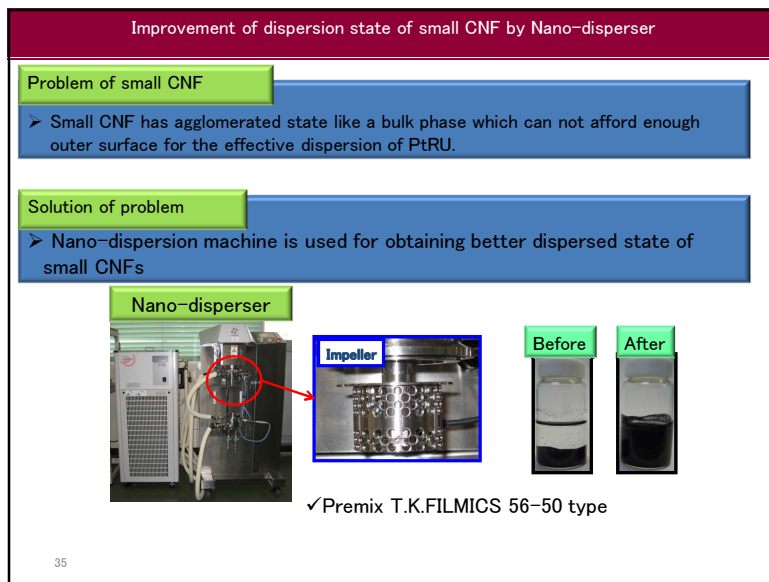 Improvement of dispersion state of small CNF by Nano-disperser
Problem of small CNF
➢ Small CNF has agglomerated state like a bulk phase which can not afford enough
outer surface for the effective dispersion of PtRU.
Solution of problem
➢ Nano-dispersion machine is used for obtaining better dispersed state of
small CNFs
Nano-disperser
Impeller
Before
After
✓Premix T.K.FILMICS 56-50 type
35